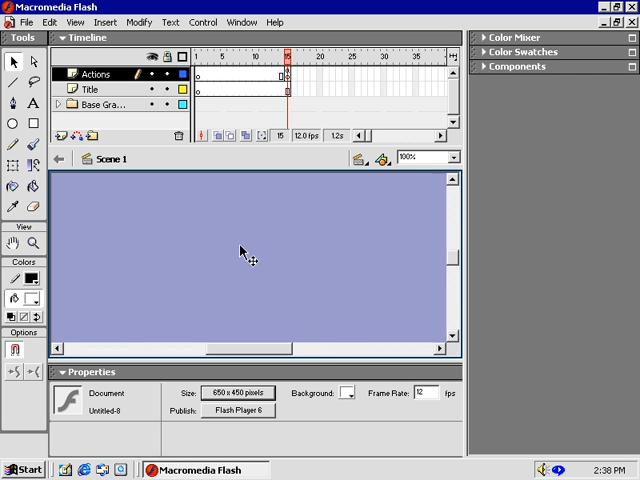 Macromedia Flash
File Edit View Insert Modify Text Control Window Help
Tools
Timeline
Color Mixer
Color Swatches
Components
1 5 10 15 20 25 30 35
Actions
Title
Base Gra...
15 12.0 fps 1.2s
Scene 1
100%
View
Colors
Options
Properties
Document
Untitled-8
Size: 650 x 450 pixels
Background:
Frame Rate: 12 fps
Publish: Flash Player 6
Start
Macromedia Flash
2:38 PM